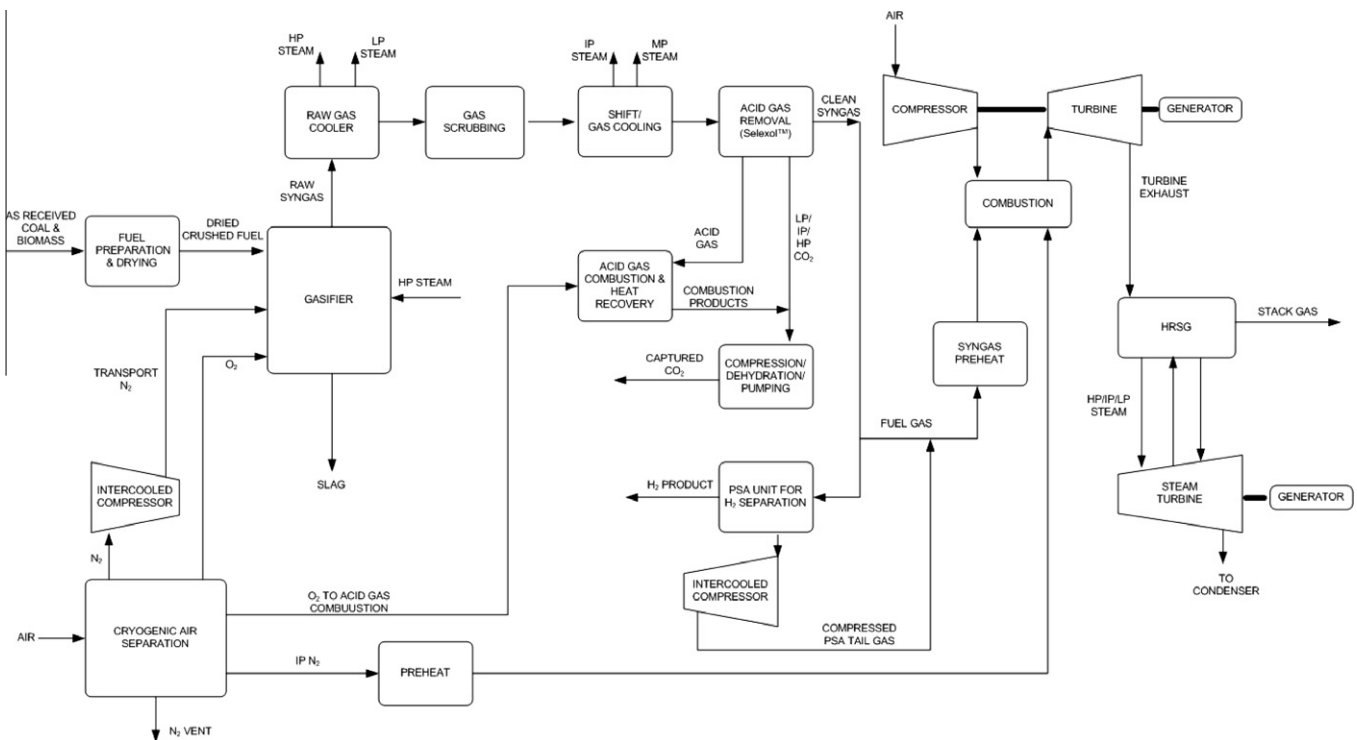 HP
STEAM
LP
STEAM
IP
STEAM
MP
STEAM
AIR
RAW GAS
COOLER
GAS
SCRUBBING
SHIFT/
GAS COOLING
ACID GAS
REMOVAL
(Selexol™)
CLEAN
SYNGAS
COMPRESSOR
TURBINE
GENERATOR
RAW
SYNGAS
TURBINE
EXHAUST
COMBUSTION
AS RECEIVED
COAL &
BIOMASS
FUEL
PREPARATION
& DRYING
DRIED
CRUSHED FUEL
GASIFIER
HP STEAM
ACID
GAS
LP/
IP/
HP
CO₂
ACID GAS
COMBUSTION &
HEAT
RECOVERY
COMBUSTION
PRODUCTS
HRSG
STACK GAS
SYNGAS
PREHEAT
TRANSPORT
N₂
O₂
CAPTURED
CO₂
COMPRESSION/
DEHYDRATION/
PUMPING
HP/IP/LP
STEAM
FUEL GAS
SLAG
INTERCOOLED
COMPRESSOR
H₂ PRODUCT
PSA UNIT FOR
H₂ SEPARATION
STEAM
TURBINE
GENERATOR
N₂
INTERCOOLED
COMPRESSOR
TO
CONDENSER
O₂ TO ACID GAS
COMBUUSTION
AIR
CRYOGENIC AIR
SEPARATION
COMPRESSED
PSA TAIL GAS
IP N₂
PREHEAT
N₂ VENT